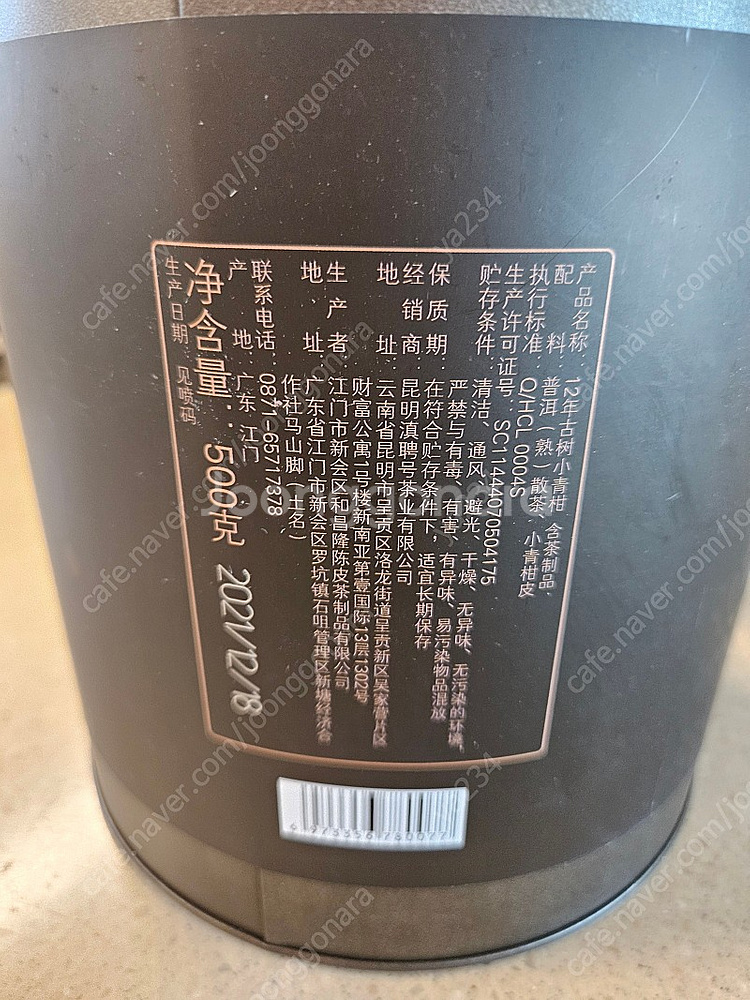 产品名称：12年古树小青柑 含茶制品
配料：普洱（熟）散茶、小青柑皮
执行标准：Q/HCL 0004S
生产许可证号：SC11444070504175
贮存条件：清洁、通风、避光、干燥、无异味、无污染的环境，
严禁与有毒、有害、有异味、易污染物品混放
保质期：在符合贮存条件下，适宜长期保存
经销商：昆明滇聘号茶业有限公司
地址：云南省昆明市呈贡区洛龙街道呈贡新区吴家营片区
财富公寓1号楼新南亚第壹国际13层1302号
生产者：江门市新会区和昌隆陈皮茶制品有限公司
地址：广东省江门市新会区罗坑镇石咀管理区新塘经济合
作社马山脚（土名）
联系电话：0871-65717378
产地：广东 江门
净含量：500克
生产日期：见喷码
2021/12/18
4 973356 780077
joonggonara
cafe.naver.com/joonggonara